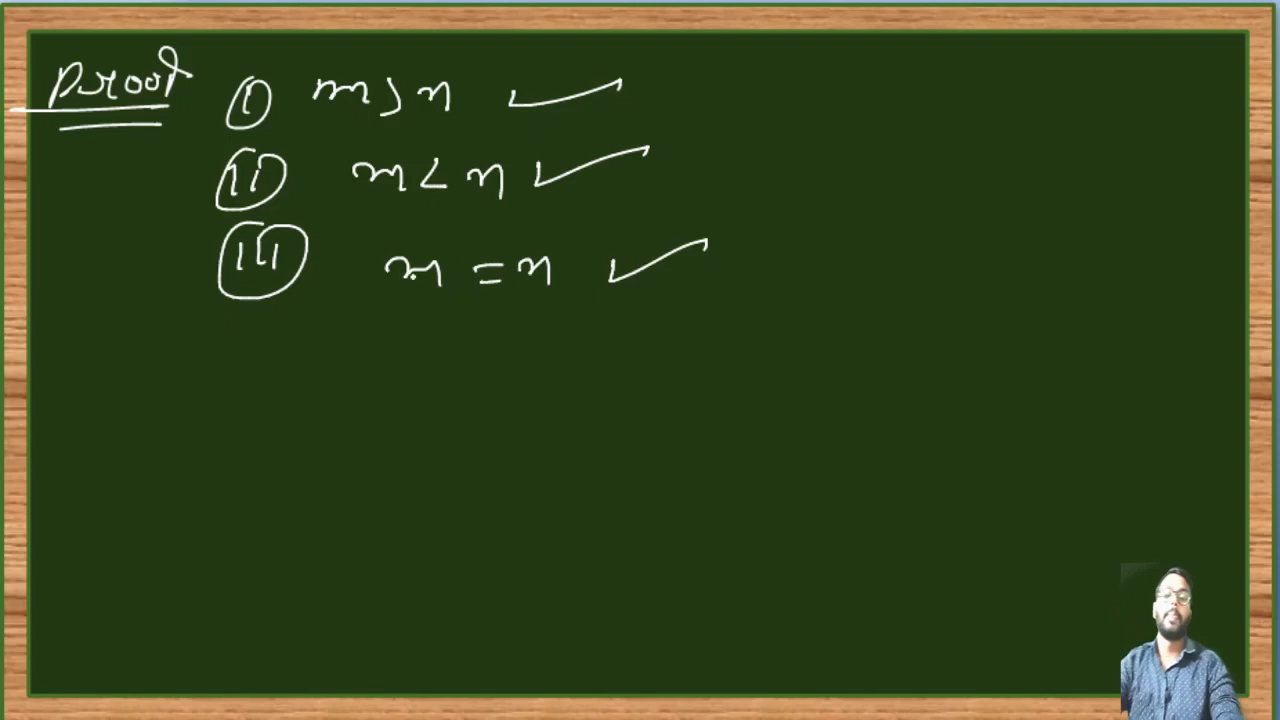 Proof
(i) m > n ✓
(ii) m < n ✓
(iii) m = n ✓